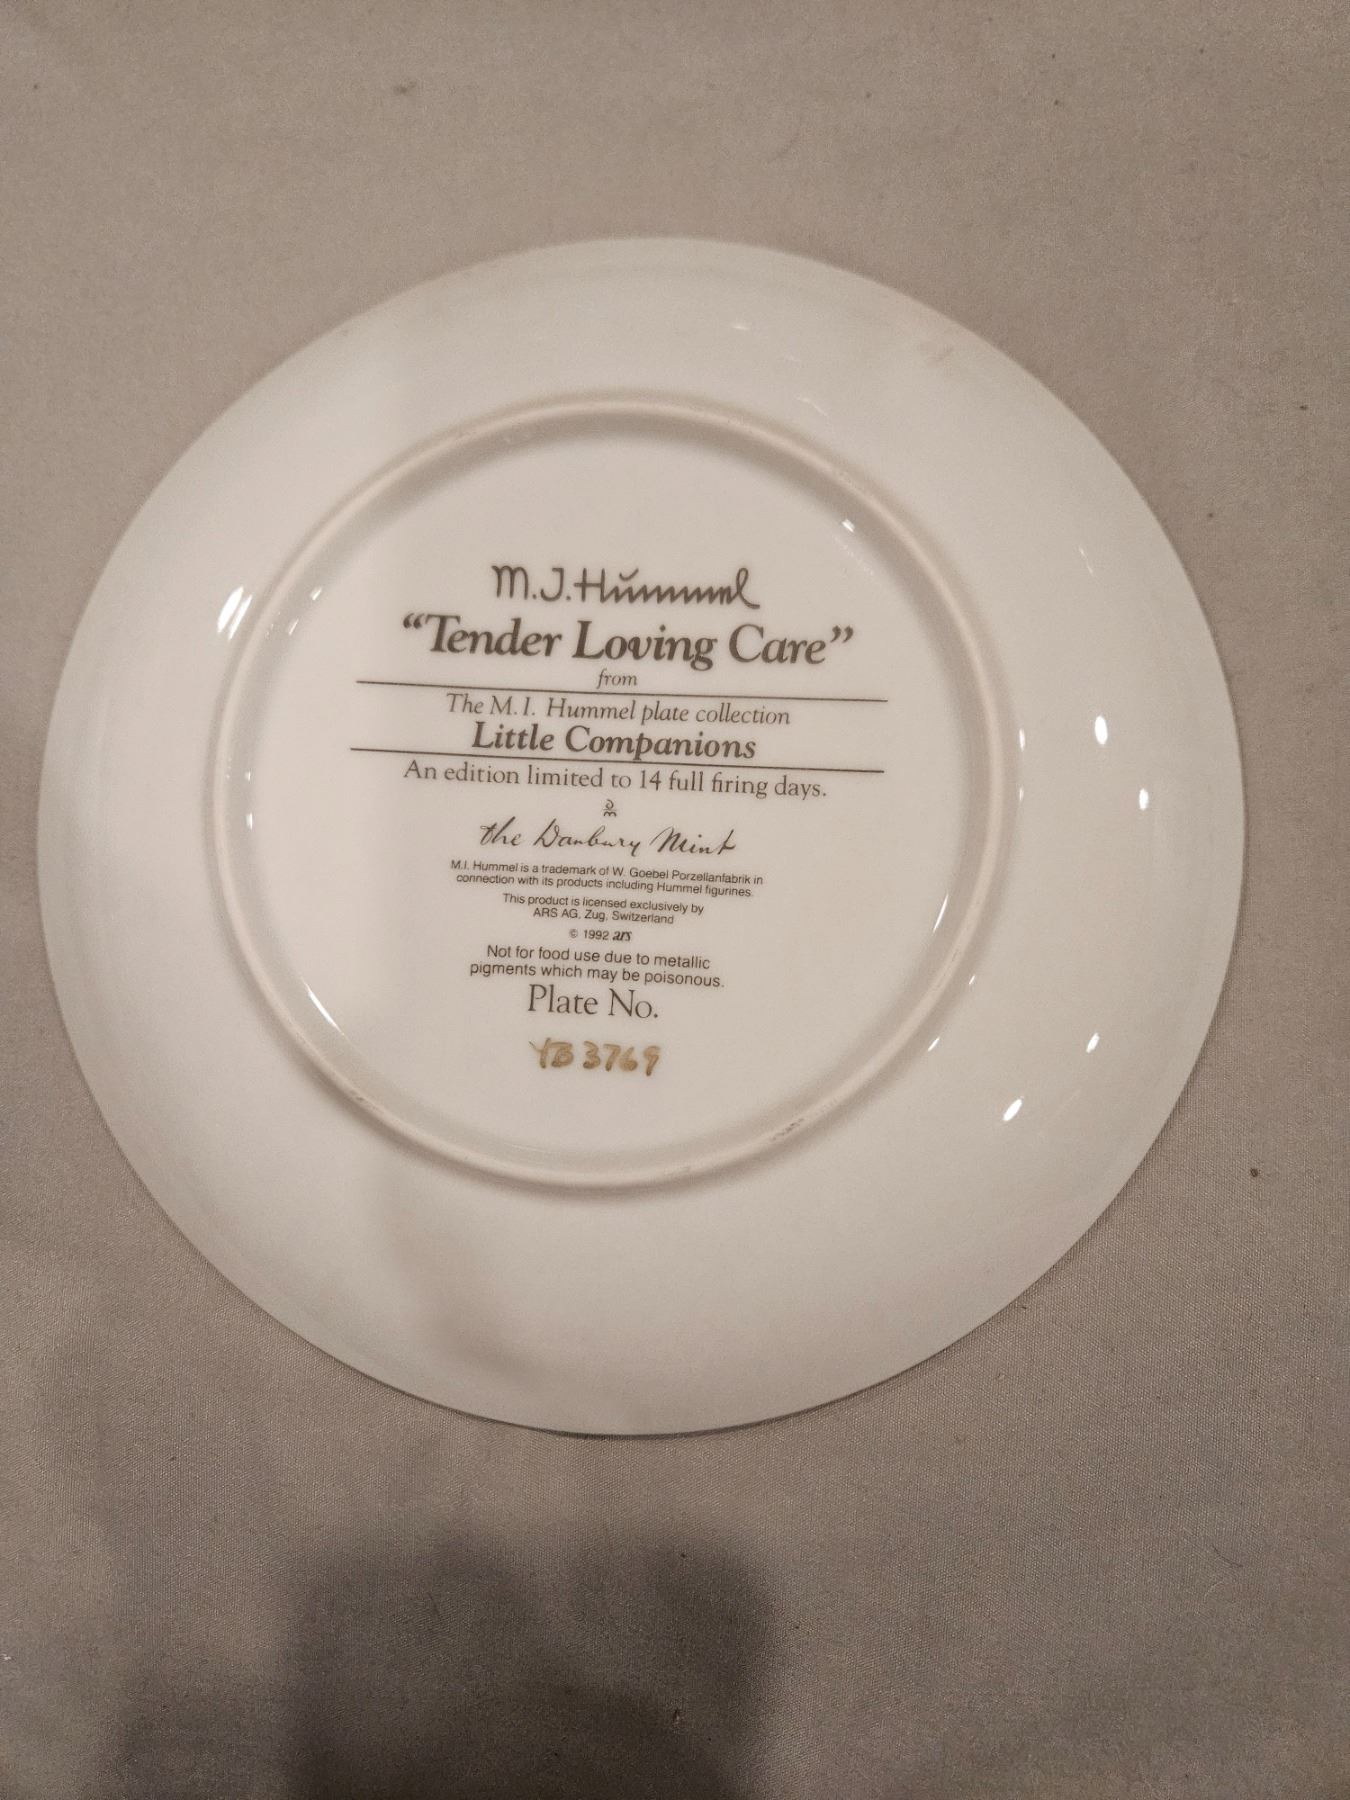 M.J.Hummel
“Tender Loving Care”
from
The M.I. Hummel plate collection
Little Companions
An edition limited to 14 full firing days.
the Danbury Mint
M.I. Hummel is a trademark of W. Goebel Porzellanfabrik in
connection with its products including Hummel figurines.
This product is licensed exclusively by
ARS AG, Zug, Switzerland
© 1992 ars
Not for food use due to metallic
pigments which may be poisonous.
Plate No.
YB 3769